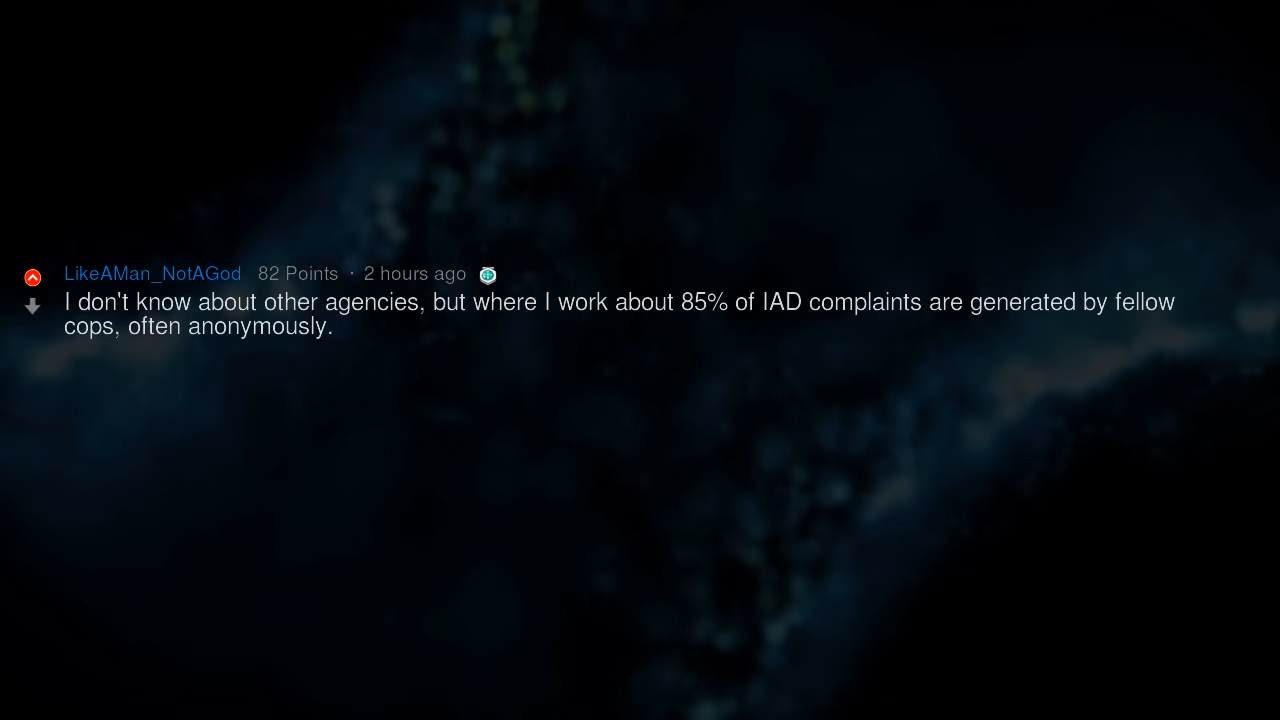 LikeAMan_NotAGod 82 Points · 2 hours ago
I don't know about other agencies, but where I work about 85% of IAD complaints are generated by fellow
cops, often anonymously.